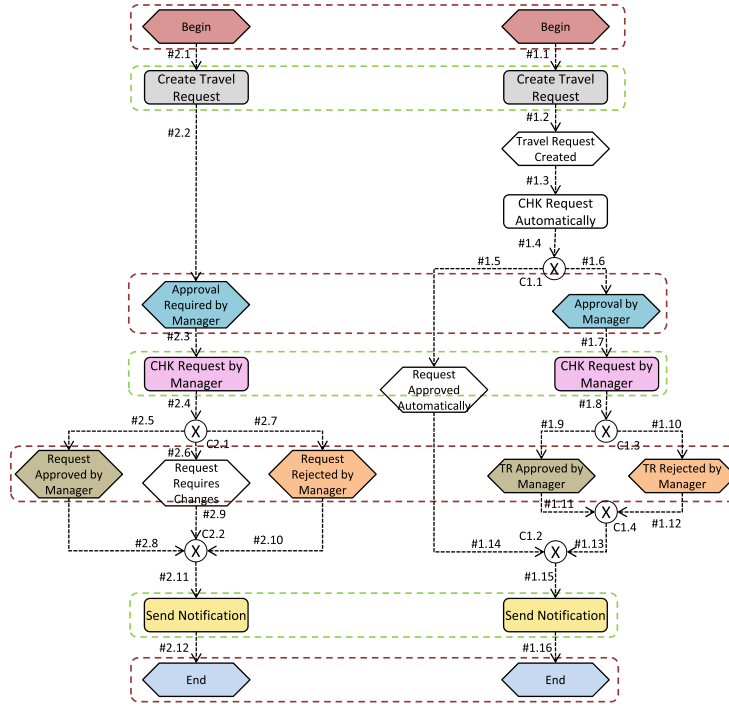 Begin
Begin
#2.1
#1.1
Create Travel
Request
Create Travel
Request
#2.2
#1.2
Travel Request
Created
#1.3
CHK Request
Automatically
#1.4
#1.5
#1.6
C1.1
Approval
Required by
Manager
Approval by
Manager
#2.3
#1.7
CHK Request by
Manager
Request
Approved
Automatically
CHK Request by
Manager
#2.4
#1.8
#2.5
#2.7
#1.9
#1.10
C2.1
C1.3
#2.6
Request
Approved by
Manager
Request
Requires
Changes
Request
Rejected by
Manager
TR Approved by
Manager
TR Rejected by
Manager
#2.9
#1.11
C1.4
#1.12
C2.2
C1.2
#2.8
#2.10
#1.14
#1.13
#2.11
#1.15
Send Notification
Send Notification
#2.12
#1.16
End
End
X
X
X
X
X
X